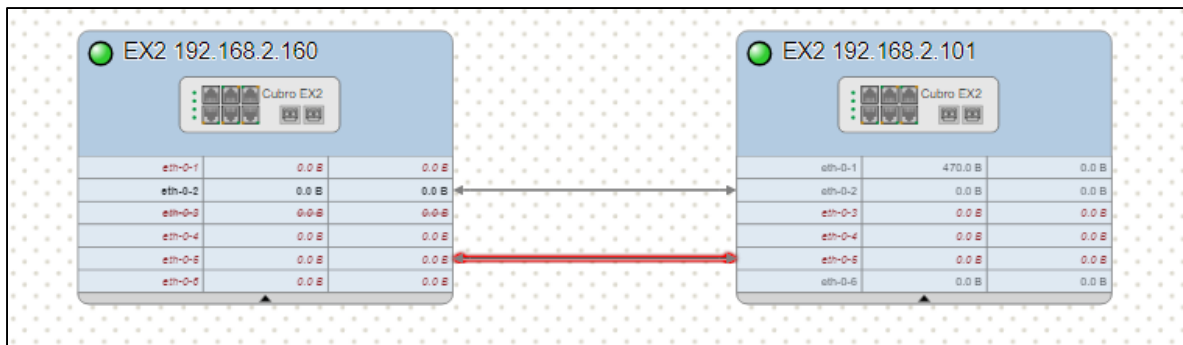 EX2 192.168.2.160
Cubro EX2
eth-0-1 0.0 B 0.0 B
eth-0-2 0.0 B 0.0 B
eth-0-3 0.0 B 0.0 B
eth-0-4 0.0 B 0.0 B
eth-0-5 0.0 B 0.0 B
eth-0-6 0.0 B 0.0 B
EX2 192.168.2.101
Cubro EX2
eth-0-1 470.0 B 0.0 B
eth-0-2 0.0 B 0.0 B
eth-0-3 0.0 B 0.0 B
eth-0-4 0.0 B 0.0 B
eth-0-5 0.0 B 0.0 B
eth-0-6 0.0 B 0.0 B